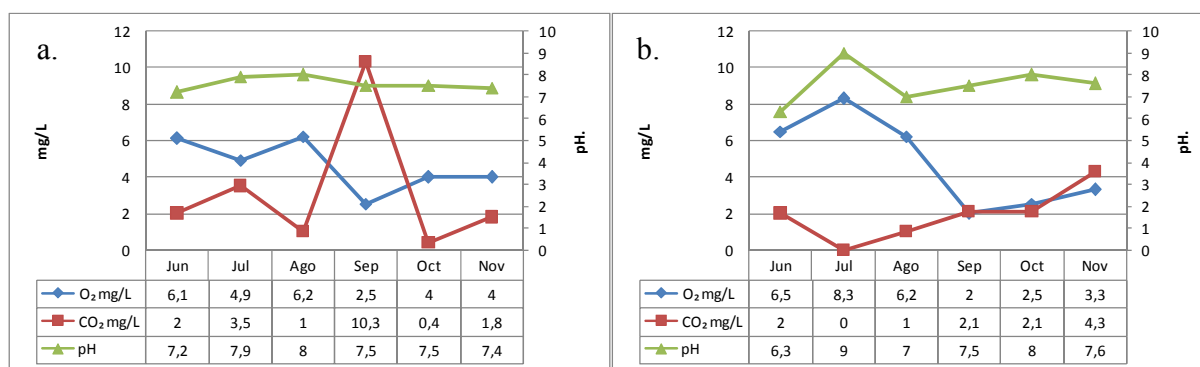 a.
12
10
8
6
4
2
0
mg/L
10
9
8
7
6
5
4
3
2
1
0
pH.
Jun Jul Ago Sep Oct Nov
O₂ mg/L 6,1 4,9 6,2 2,5 4 4
CO₂ mg/L 2 3,5 1 10,3 0,4 1,8
pH 7,2 7,9 8 7,5 7,5 7,4
b.
12
10
8
6
4
2
0
mg/L
10
9
8
7
6
5
4
3
2
1
0
pH.
Jun Jul Ago Sep Oct Nov
O₂ mg/L 6,5 8,3 6,2 2 2,5 3,3
CO₂ mg/L 2 0 1 2,1 2,1 4,3
pH 6,3 9 7 7,5 8 7,6